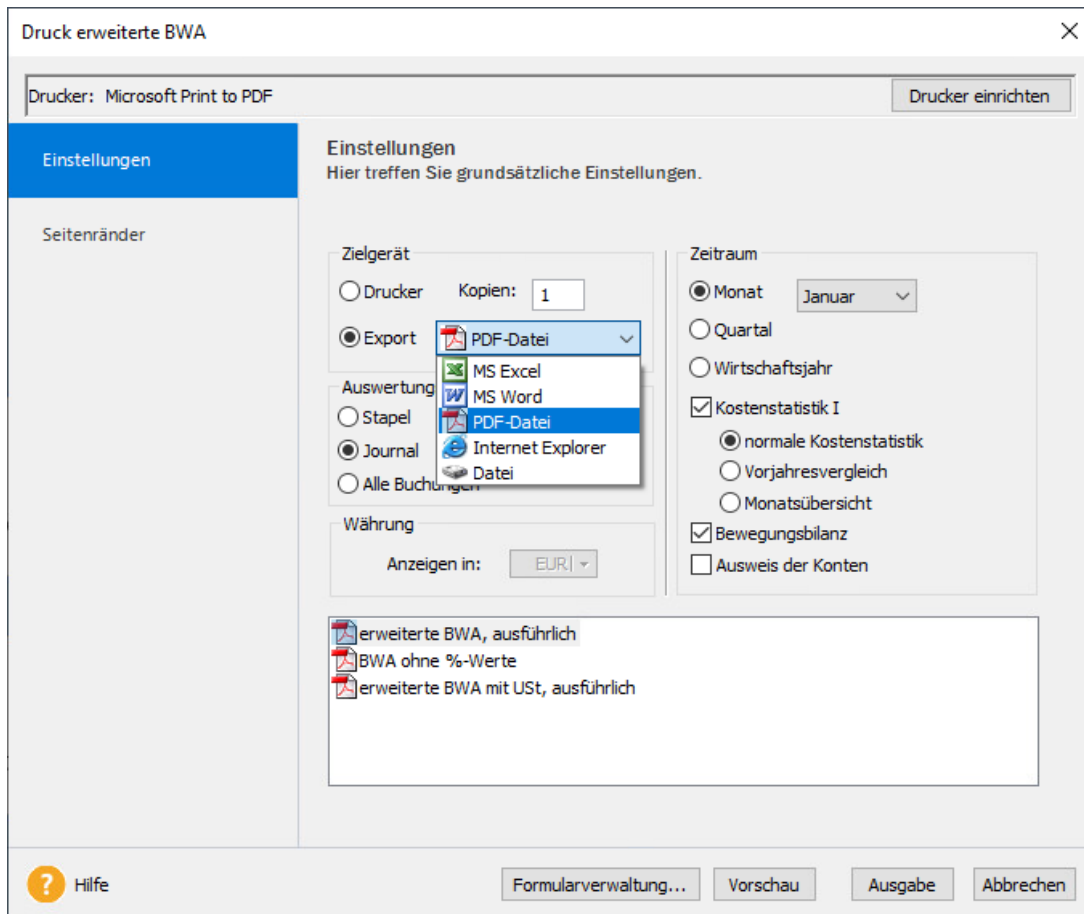 Druck erweiterte BWA
Drucker: Microsoft Print to PDF
Drucker einrichten
Einstellungen
Seitenränder
Einstellungen
Hier treffen Sie grundsätzliche Einstellungen.
Zielgerät
Drucker
Kopien:
1
Export
PDF-Datei
MS Excel
MS Word
PDF-Datei
Internet Explorer
Datei
Auswertung
Stapel
Journal
Alle Buchungen
Währung
Anzeigen in:
EUR
Zeitraum
Monat
Januar
Quartal
Wirtschaftsjahr
Kostenstatistik I
normale Kostenstatistik
Vorjahresvergleich
Monatsübersicht
Bewegungsbilanz
Ausweis der Konten
erweiterte BWA, ausführlich
BWA ohne %-Werte
erweiterte BWA mit USt, ausführlich
? Hilfe
Formularverwaltung...
Vorschau
Ausgabe
Abbrechen